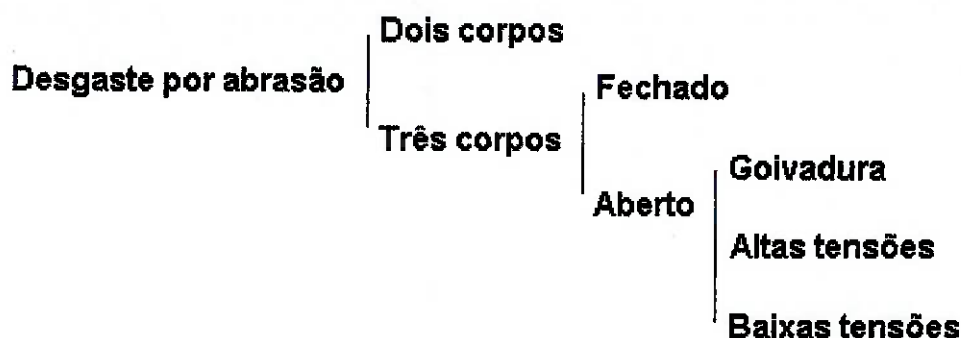 Dois corpos
Desgaste por abrasão
Fechado
Três corpos
Goivadura
Aberto
Altas tensões
Baixas tensões